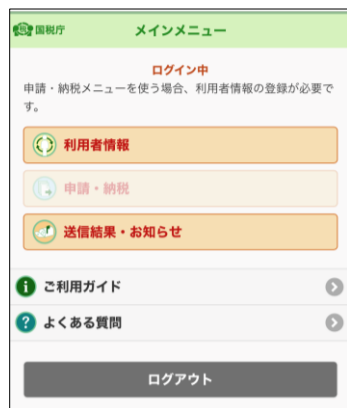 国税庁 メインメニュー
ログイン中
申請・納税メニューを使う場合、利用者情報の登録が必要で
す。
利用者情報
申請・納税
送信結果・お知らせ
ご利用ガイド
よくある質問
ログアウト